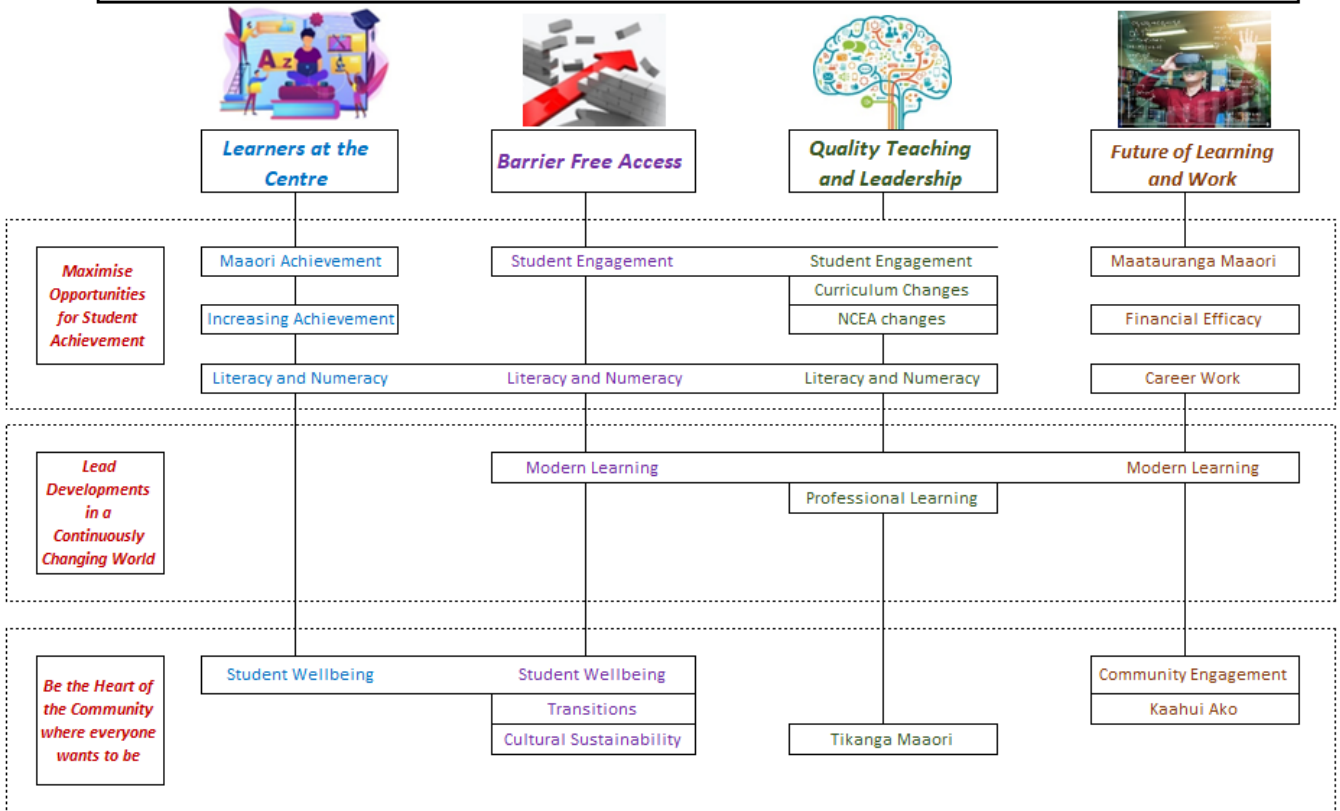 Learners at the
Centre
Barrier Free Access
Quality Teaching
and Leadership
Future of Learning
and Work
Maximise
Opportunities
for Student
Achievement
Maaori Achievement
Student Engagement
Student Engagement
Maatauranga Maaori
Curriculum Changes
Increasing Achievement
NCEA changes
Financial Efficacy
Literacy and Numeracy
Literacy and Numeracy
Literacy and Numeracy
Career Work
Lead
Developments
in a
Continuously
Changing World
Modern Learning
Modern Learning
Professional Learning
Be the Heart of
the Community
where everyone
wants to be
Student Wellbeing
Student Wellbeing
Community Engagement
Transitions
Kaahui Ako
Cultural Sustainability
Tikanga Maaori